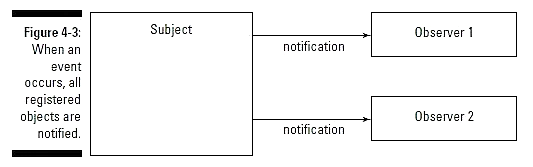 Figure 4-3:
When an
event
occurs, all
registered
objects are
notified.
Subject
notification
Observer 1
notification
Observer 2